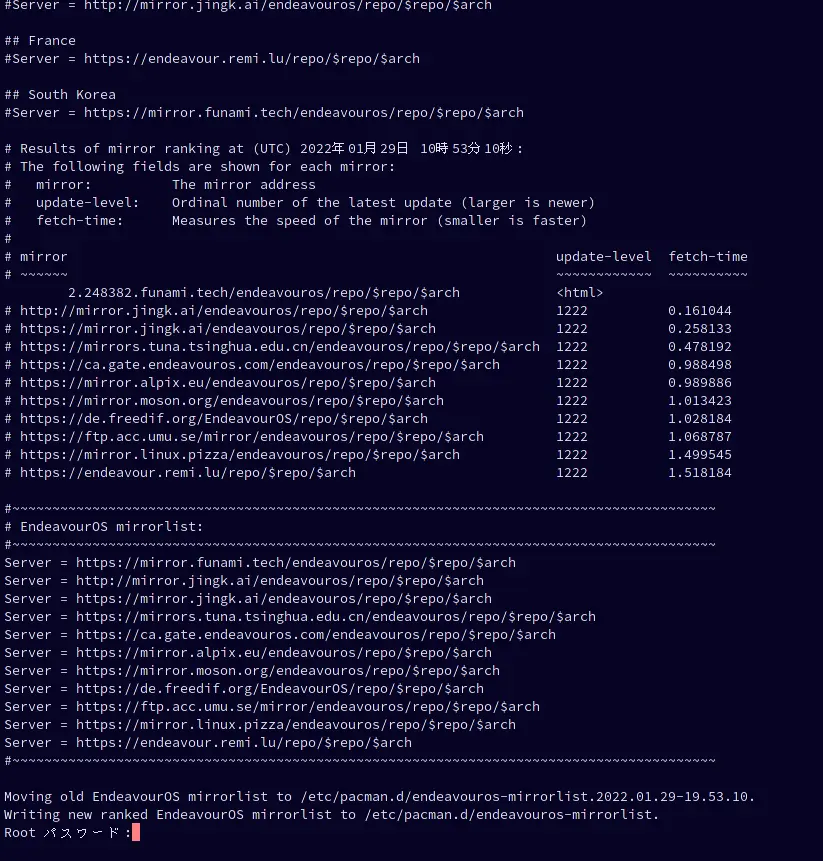 #Server = http://mirror.jingk.ai/endeavouros/repo/$repo/$arch
## France
#Server = https://endeavour.remi.lu/repo/$repo/$arch
## South Korea
#Server = https://mirror.funami.tech/endeavouros/repo/$repo/$arch
# Results of mirror ranking at (UTC) 2022年01月29日 10時53分10秒:
# The following fields are shown for each mirror:
#   mirror:          The mirror address
#   update-level:    Ordinal number of the latest update (larger is newer)
#   fetch-time:      Measures the speed of the mirror (smaller is faster)
#
# mirror                                                             update-level  fetch-time
# ~~~~~~                                                             ~~~~~~~~~~~~  ~~~~~~~~~~
        2.248382.funami.tech/endeavouros/repo/$repo/$arch            <html>
# http://mirror.jingk.ai/endeavouros/repo/$repo/$arch                1222          0.161044
# https://mirror.jingk.ai/endeavouros/repo/$repo/$arch               1222          0.258133
# https://mirrors.tuna.tsinghua.edu.cn/endeavouros/repo/$repo/$arch  1222          0.478192
# https://ca.gate.endeavouros.com/endeavouros/repo/$repo/$arch       1222          0.988498
# https://mirror.alpix.eu/endeavouros/repo/$repo/$arch               1222          0.989886
# https://mirror.moson.org/endeavouros/repo/$repo/$arch              1222          1.013423
# https://de.freedif.org/EndeavourOS/repo/$repo/$arch                1222          1.028184
# https://ftp.acc.umu.se/mirror/endeavouros/repo/$repo/$arch         1222          1.068787
# https://mirror.linux.pizza/endeavouros/repo/$repo/$arch            1222          1.499545
# https://endeavour.remi.lu/repo/$repo/$arch                         1222          1.518184
#~~~~~~~~~~~~~~~~~~~~~~~~~~~~~~~~~~~~~~~~~~~~~~~~~~~~~~~~~~~~~~~~~~~~~~~~~~~~~~~~~~~~~~~~
# EndeavourOS mirrorlist:
#~~~~~~~~~~~~~~~~~~~~~~~~~~~~~~~~~~~~~~~~~~~~~~~~~~~~~~~~~~~~~~~~~~~~~~~~~~~~~~~~~~~~~~~~
Server = https://mirror.funami.tech/endeavouros/repo/$repo/$arch
Server = http://mirror.jingk.ai/endeavouros/repo/$repo/$arch
Server = https://mirror.jingk.ai/endeavouros/repo/$repo/$arch
Server = https://mirrors.tuna.tsinghua.edu.cn/endeavouros/repo/$repo/$arch
Server = https://ca.gate.endeavouros.com/endeavouros/repo/$repo/$arch
Server = https://mirror.alpix.eu/endeavouros/repo/$repo/$arch
Server = https://mirror.moson.org/endeavouros/repo/$repo/$arch
Server = https://de.freedif.org/EndeavourOS/repo/$repo/$arch
Server = https://ftp.acc.umu.se/mirror/endeavouros/repo/$repo/$arch
Server = https://mirror.linux.pizza/endeavouros/repo/$repo/$arch
Server = https://endeavour.remi.lu/repo/$repo/$arch
#~~~~~~~~~~~~~~~~~~~~~~~~~~~~~~~~~~~~~~~~~~~~~~~~~~~~~~~~~~~~~~~~~~~~~~~~~~~~~~~~~~~~~~~~
Moving old EndeavourOS mirrorlist to /etc/pacman.d/endeavouros-mirrorlist.2022.01.29-19.53.10.
Writing new ranked EndeavourOS mirrorlist to /etc/pacman.d/endeavouros-mirrorlist.
Root パスワード: